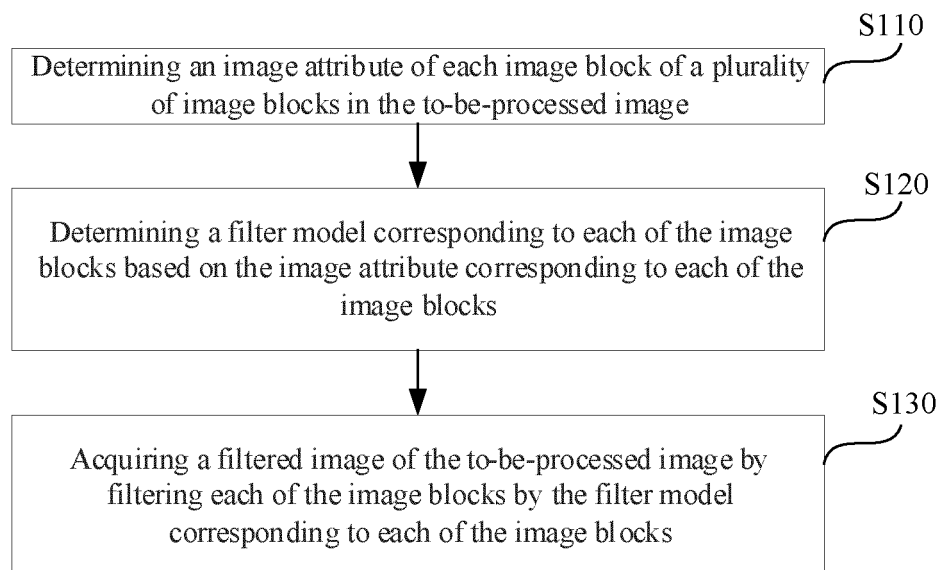 S110
Determining an image attribute of each image block of a plurality
of image blocks in the to-be-processed image
S120
Determining a filter model corresponding to each of the image
blocks based on the image attribute corresponding to each of the
image blocks
S130
Acquiring a filtered image of the to-be-processed image by
filtering each of the image blocks by the filter model
corresponding to each of the image blocks